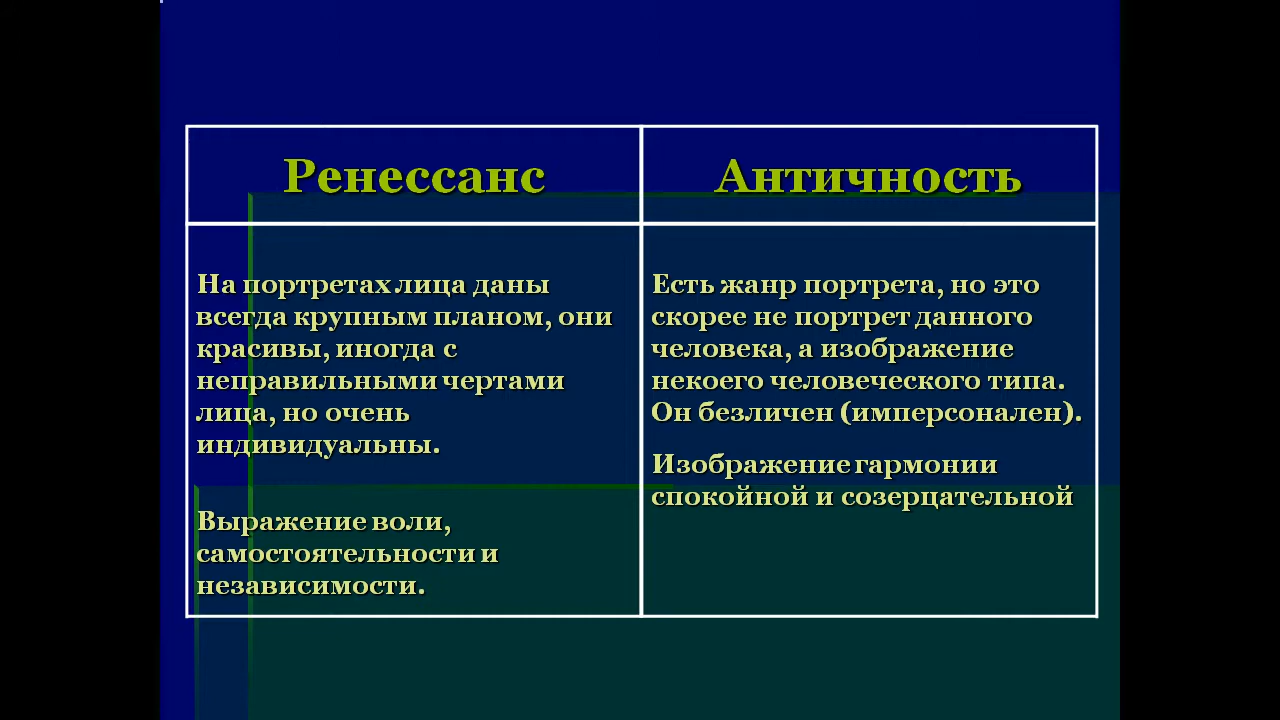 Ренессанс
Античность
На портретах лица даны
всегда крупным планом, они
красивы, иногда с
неправильными чертами
лица, но очень
индивидуальны.
Выражение воли,
самостоятельности и
независимости.
Есть жанр портрета, но это
скорее не портрет данного
человека, а изображение
некоего человеческого типа.
Он безличен (имперсонален).
Изображение гармонии
спокойной и созерцательной